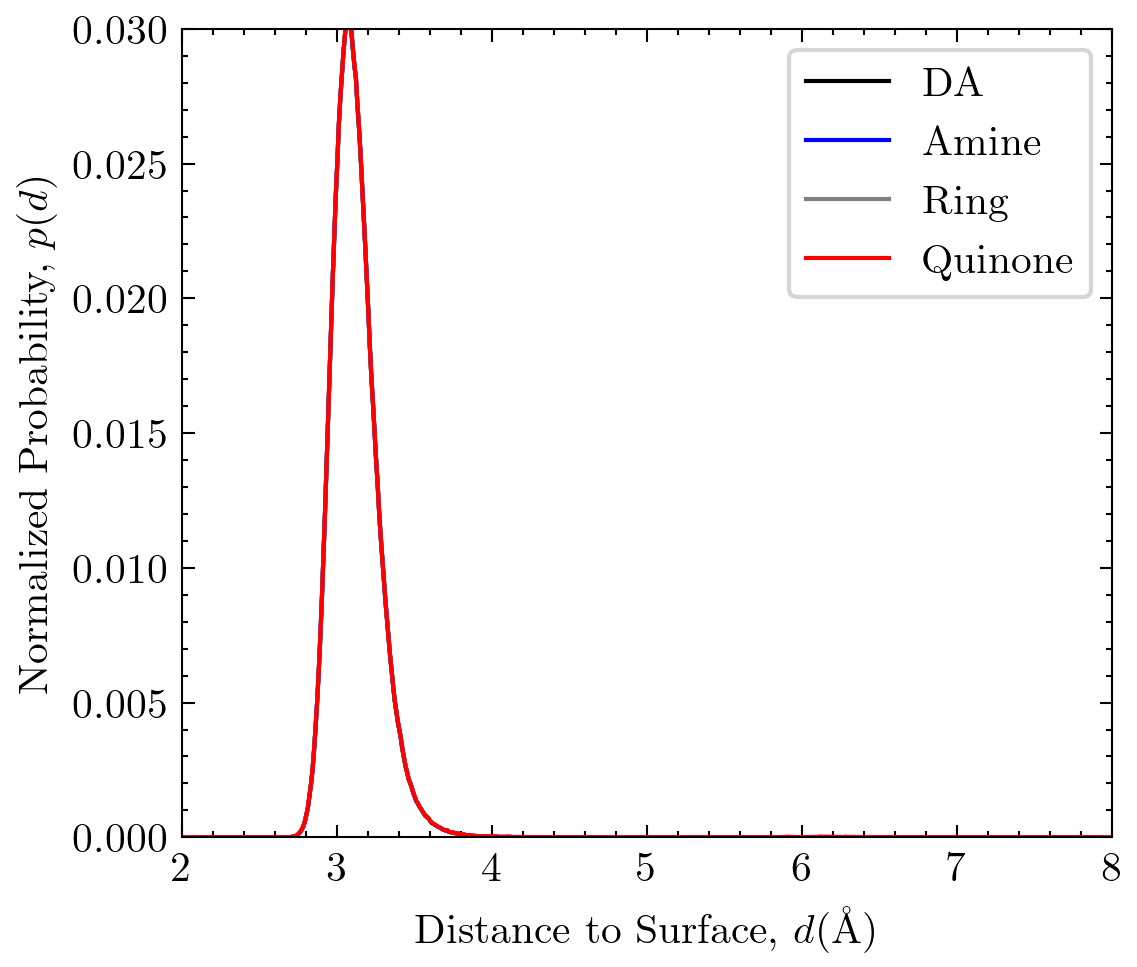 0.030
0.025
0.020
0.015
0.010
0.005
0.000
Normalized Probability, p(d)
2 3 4 5 6 7 8
Distance to Surface, d(Å)
DA
Amine
Ring
Quinone